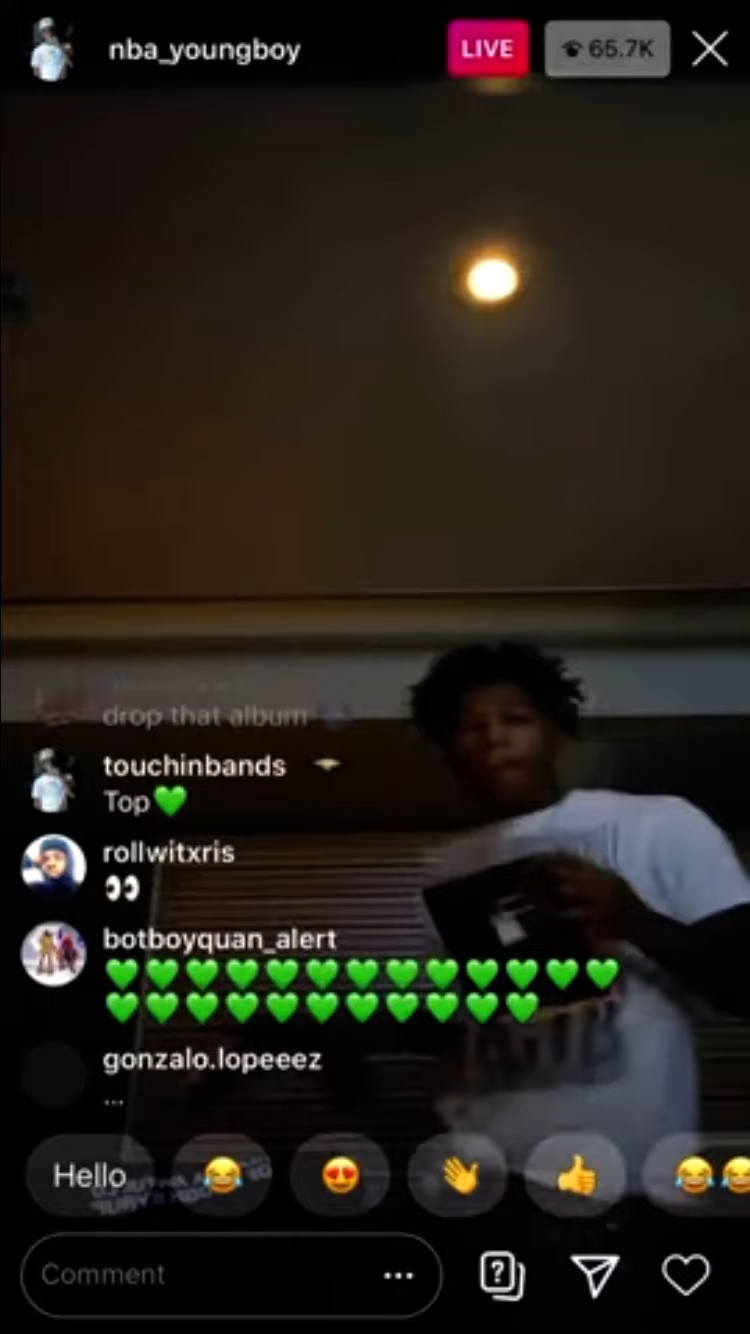 nba_youngboy LIVE 65.7K
drop that album
touchinbands
Top💚
rollwitxris
👀
botboyquan_alert
💚💚💚💚💚💚💚💚💚💚💚💚💚
💚💚💚💚💚💚💚💚💚💚💚
gonzalo.lopeeez
...
Hello 😂 😍 👋 👍 😂😂
Comment